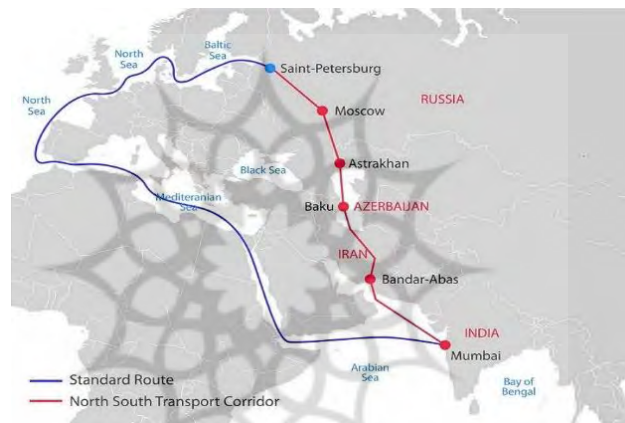 Baltic
Sea
North
Sea
Saint-Petersburg
North
Sea
RUSSIA
Moscow
Astrakhan
Black Sea
Mediteranian
Sea
Baku
AZERBAIJAN
IRAN
Bandar-Abas
INDIA
Mumbai
Arabian
Sea
Bay of
Bengal
Standard Route
North South Transport Corridor